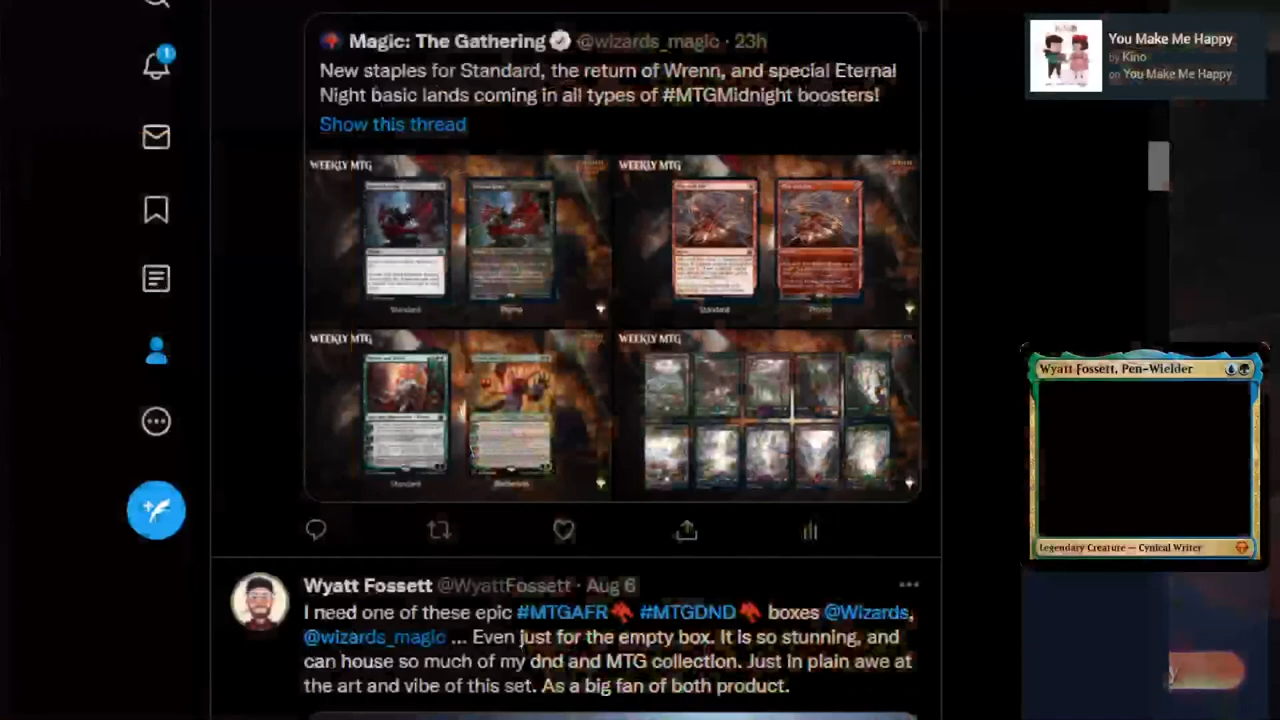 Magic: The Gathering @wizards_magic · 23h
New staples for Standard, the return of Wrenn, and special Eternal
Night basic lands coming in all types of #MTGMidnight boosters!
Show this thread
WEEKLY MTG
WEEKLY MTG
Standard
Promo
Standard
Promo
WEEKLY MTG
WEEKLY MTG
Standard
Borderless
Wyatt Fossett @WyattFossett · Aug 6
I need one of these epic #MTGAFR #MTGDND boxes @Wizards,
@wizards_magic ... Even just for the empty box. It is so stunning, and
can house so much of my dnd and MTG collection. Just in plain awe at
the art and vibe of this set. As a big fan of both product.
1
You Make Me Happy
by Kino
on You Make Me Happy
Wyatt Fossett, Pen-Wielder
Legendary Creature — Cynical Writer